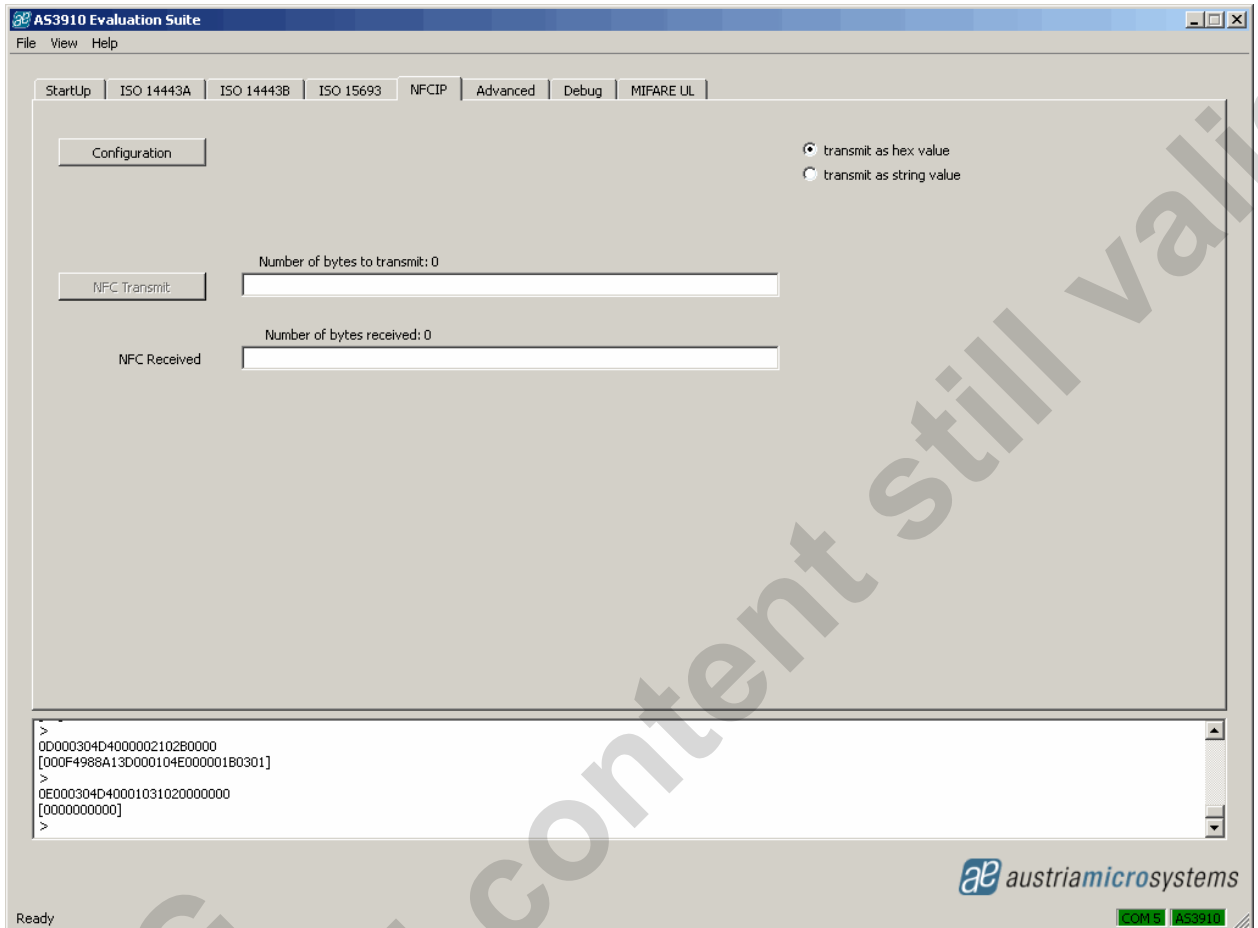 AS3910 Evaluation Suite
File View Help
StartUp ISO 14443A ISO 14443B ISO 15693 NFCIP Advanced Debug MIFARE UL
Configuration
transmit as hex value
transmit as string value
Number of bytes to transmit: 0
NFC Transmit
Number of bytes received: 0
NFC Received
>
0D000304D4000002102B0000
[000F4988A13D000104E000001B0301]
>
0E000304D40001031020000000
[0000000000]
>
austriamicrosystems
Ready COM 5 AS3910
content still vali